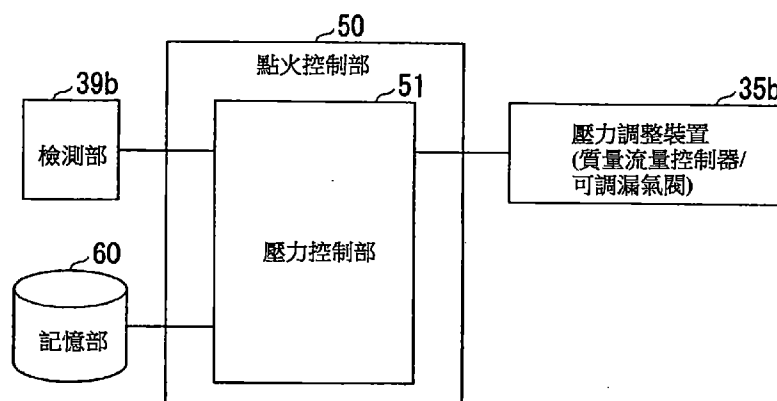 50
點火控制部
39b
檢測部
51
壓力控制部
35b
壓力調整裝置
(質量流量控制器/
可調漏氣閥)
60
記憶部